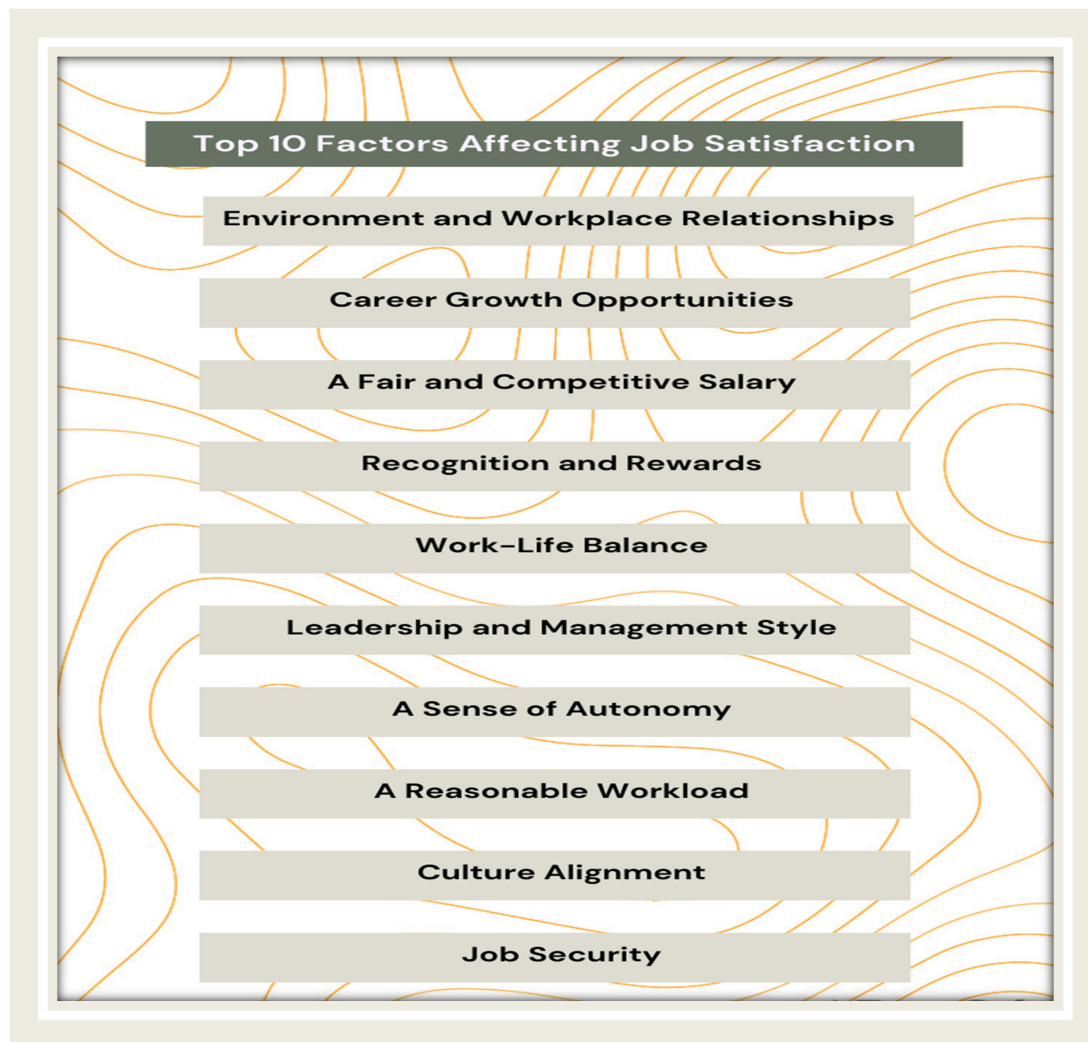 Top 10 Factors Affecting Job Satisfaction
Environment and Workplace Relationships
Career Growth Opportunities
A Fair and Competitive Salary
Recognition and Rewards
Work-Life Balance
Leadership and Management Style
A Sense of Autonomy
A Reasonable Workload
Culture Alignment
Job Security